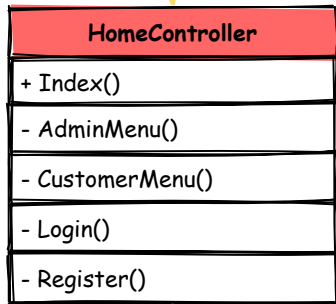 HomeController
+ Index()
- AdminMenu()
- CustomerMenu()
- Login()
- Register()